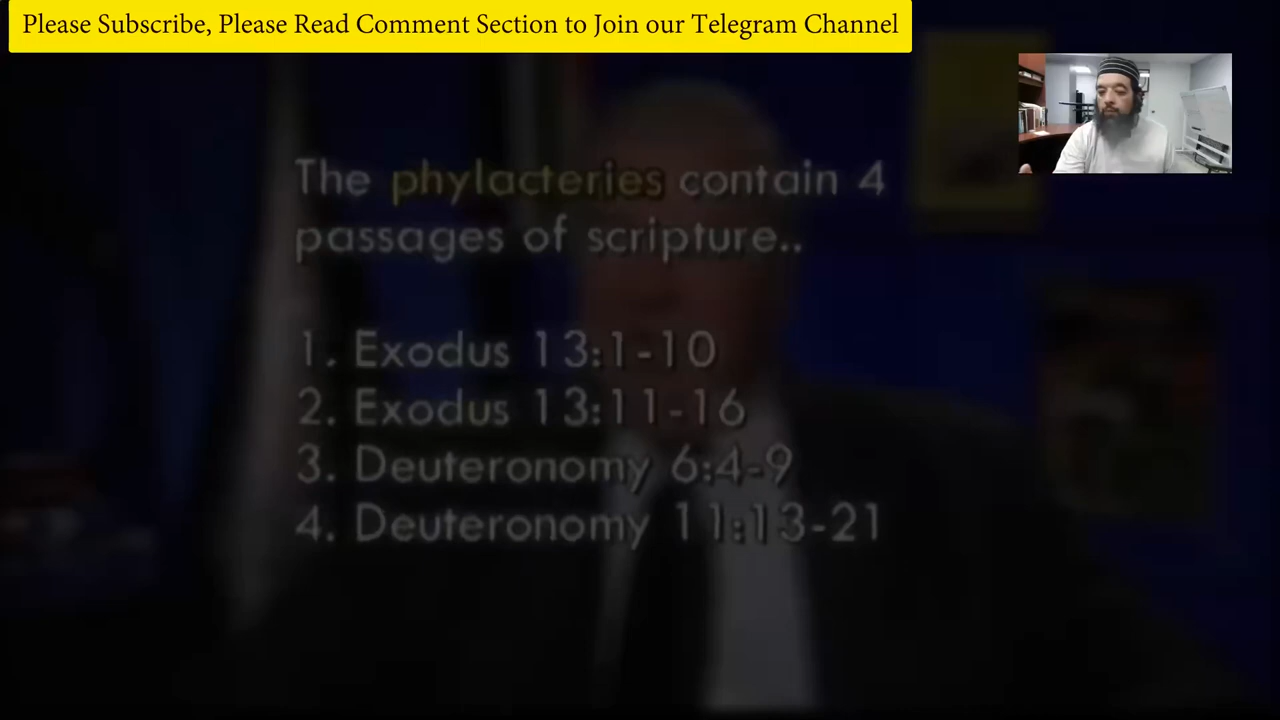 Please Subscribe, Please Read Comment Section to Join our Telegram Channel
The phylacteries contain 4
passages of scripture..
1. Exodus 13:1-10
2. Exodus 13:11-16
3. Deuteronomy 6:4-9
4. Deuteronomy 11:13-21